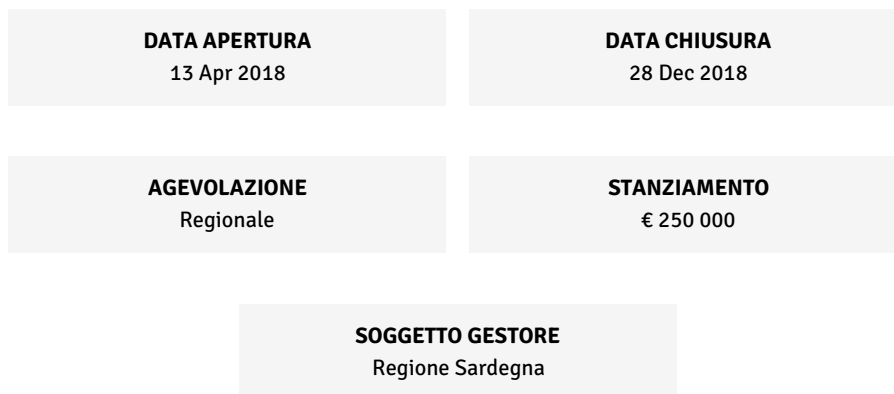 DATA APERTURA
13 Apr 2018
DATA CHIUSURA
28 Dec 2018
AGEVOLAZIONE
Regionale
STANZIAMENTO
€ 250 000
SOGGETTO GESTORE
Regione Sardegna